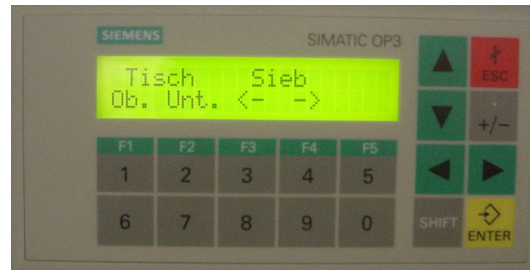 SIEMENS SIMATIC OP3
Tisch Sieb
Ob. Unt. <- ->
ESC
+/-
F1 F2 F3 F4 F5
1 2 3 4 5
6 7 8 9 0
SHIFT ENTER